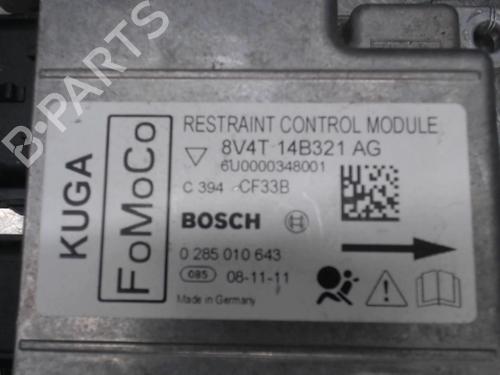 B-PARTS
KUGA
FoMoCo
RESTRAINT CONTROL MODULE
8V4T 14B321 AG
6U0000348001
C 394 CF33B
BOSCH
0 285 010 643
085 08-11-11
Made in Germany